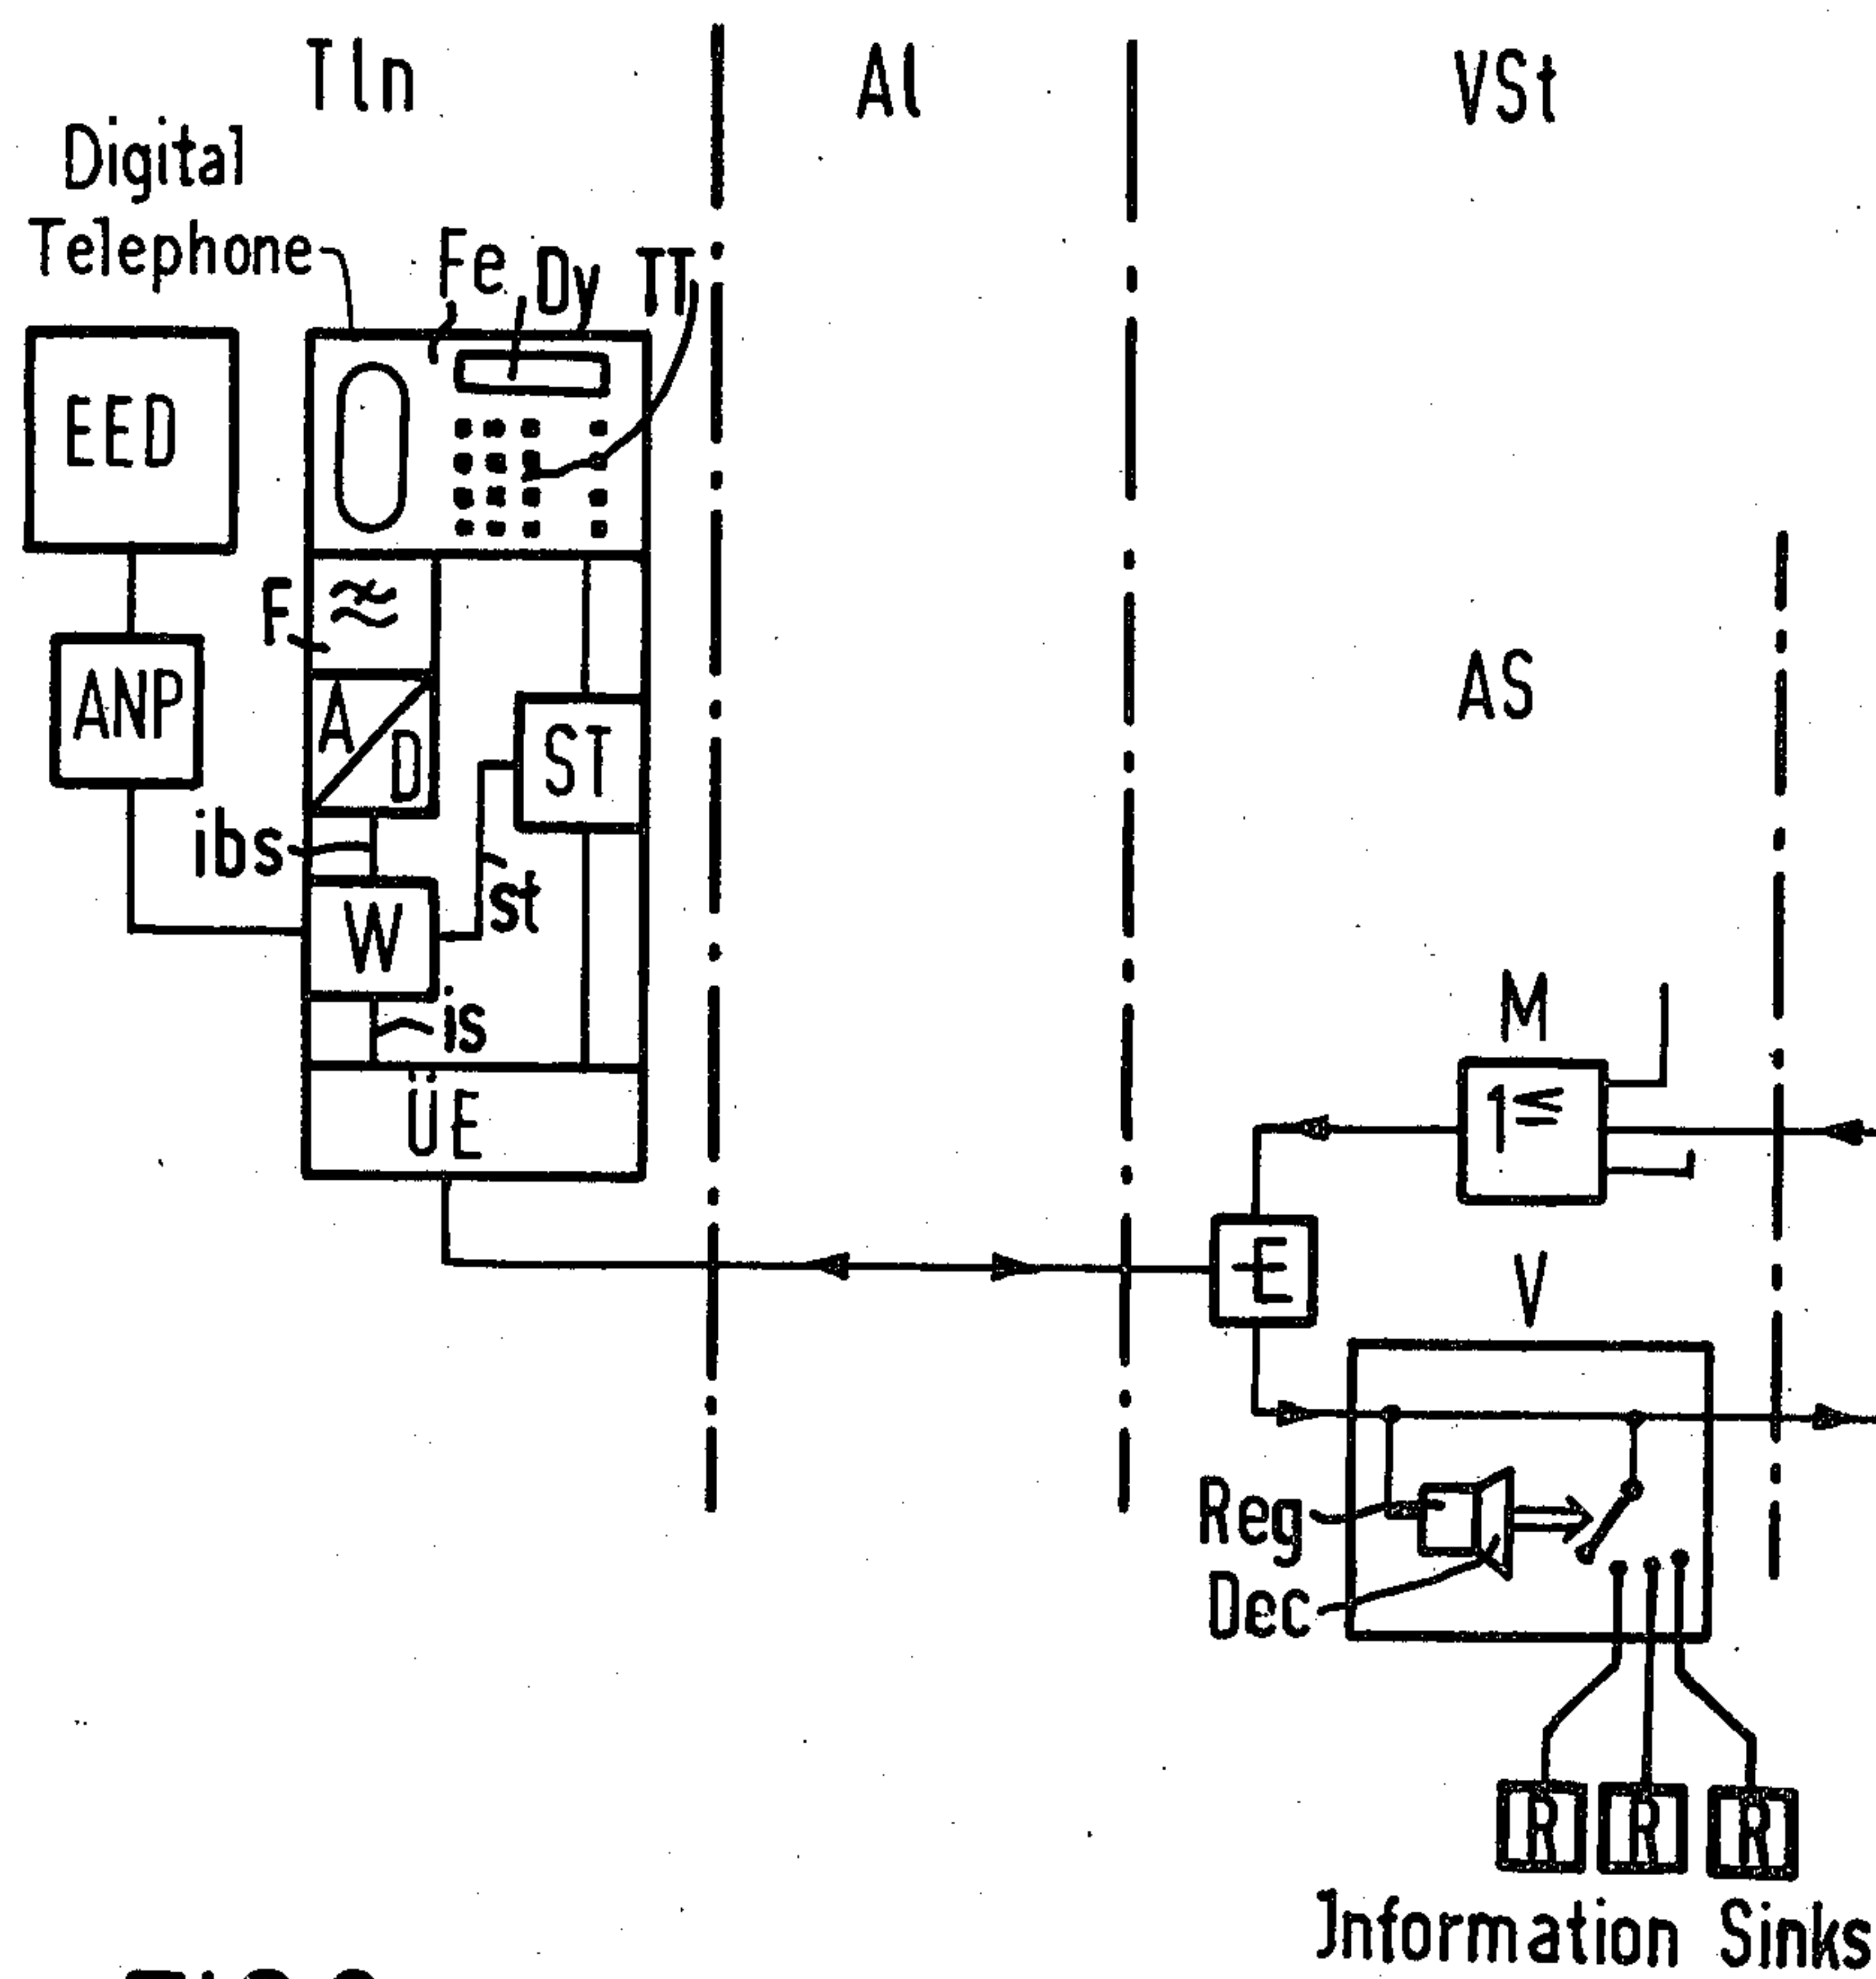 Tln
Al
VSt
Digital
Telephone
Fe
Dy
TT
EED
F
A
D
ANP
ST
AS
ibs
W
st
is
M
1≤
ÜE
E
V
Reg
Dec
R
R
R
Information Sinks